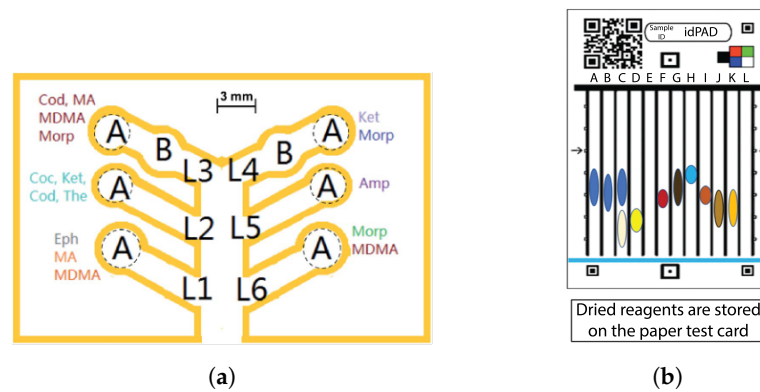 3 mm
Cod, MA
MDMA
Morp
A
B
L3
L4
B
A
Ket
Morp
Coc, Ket,
Cod, The
A
L2
L5
A
Amp
Eph
MA
MDMA
A
L1
L6
A
Morp
MDMA
(a)
Sample
ID
idPAD
A B C D E F G H I J K L
Dried reagents are stored
on the paper test card
(b)